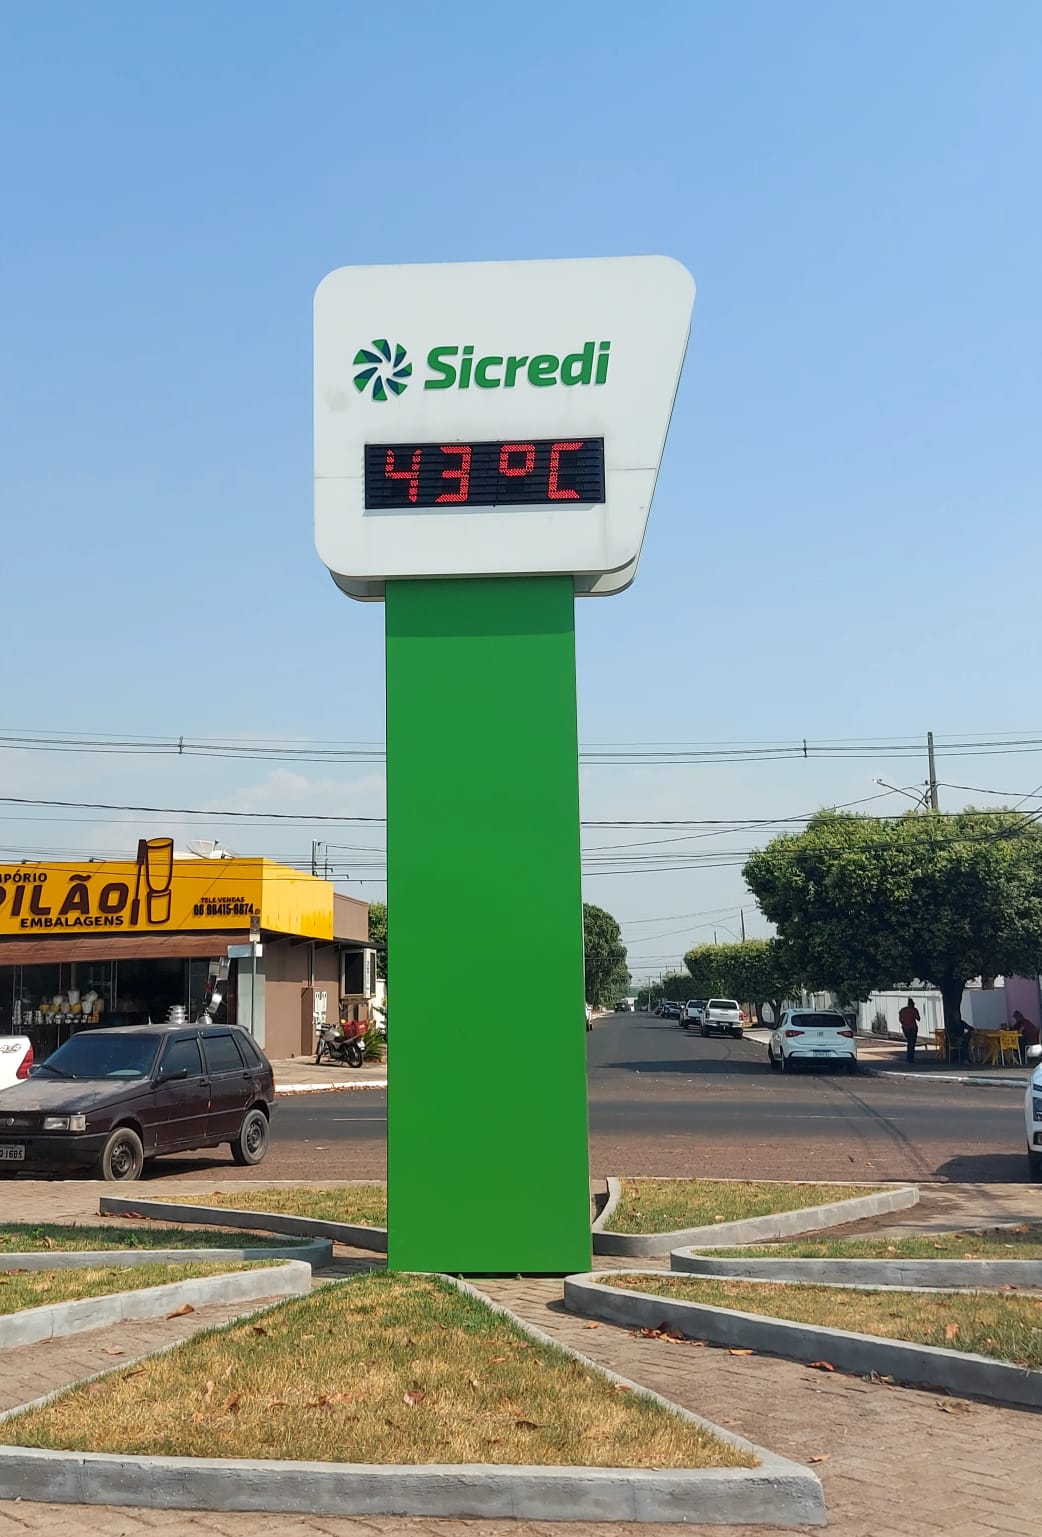 Sicredi
43°C
PILÃO
EMBALAGENS
TELE VENDAS